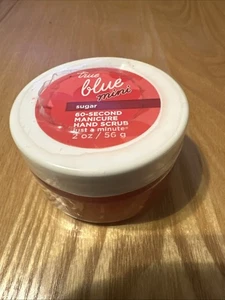 true
blue
mini
sugar
60-SECOND
MANICURE
HAND SCRUB
just a minute
2 oz / 56 g